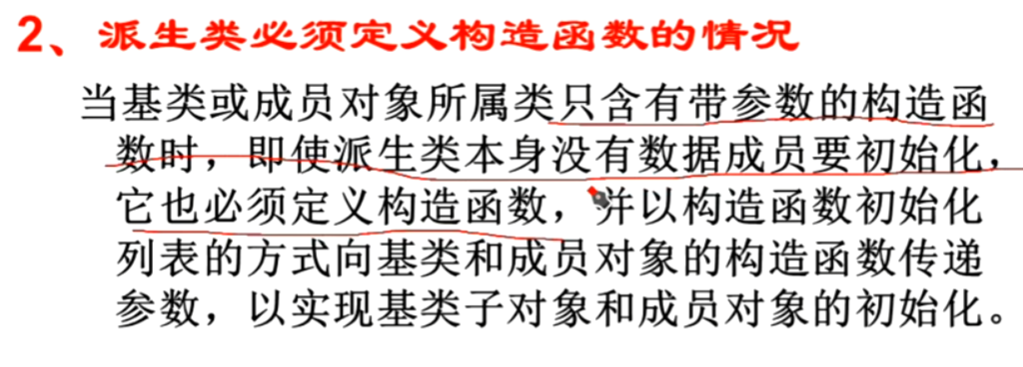 2、派生类必须定义构造函数的情况
当基类或成员对象所属类只含有带参数的构造函
数时，即使派生类本身没有数据成员要初始化，
它也必须定义构造函数，并以构造函数初始化
列表的方式向基类和成员对象的构造函数传递
参数，以实现基类子对象和成员对象的初始化。